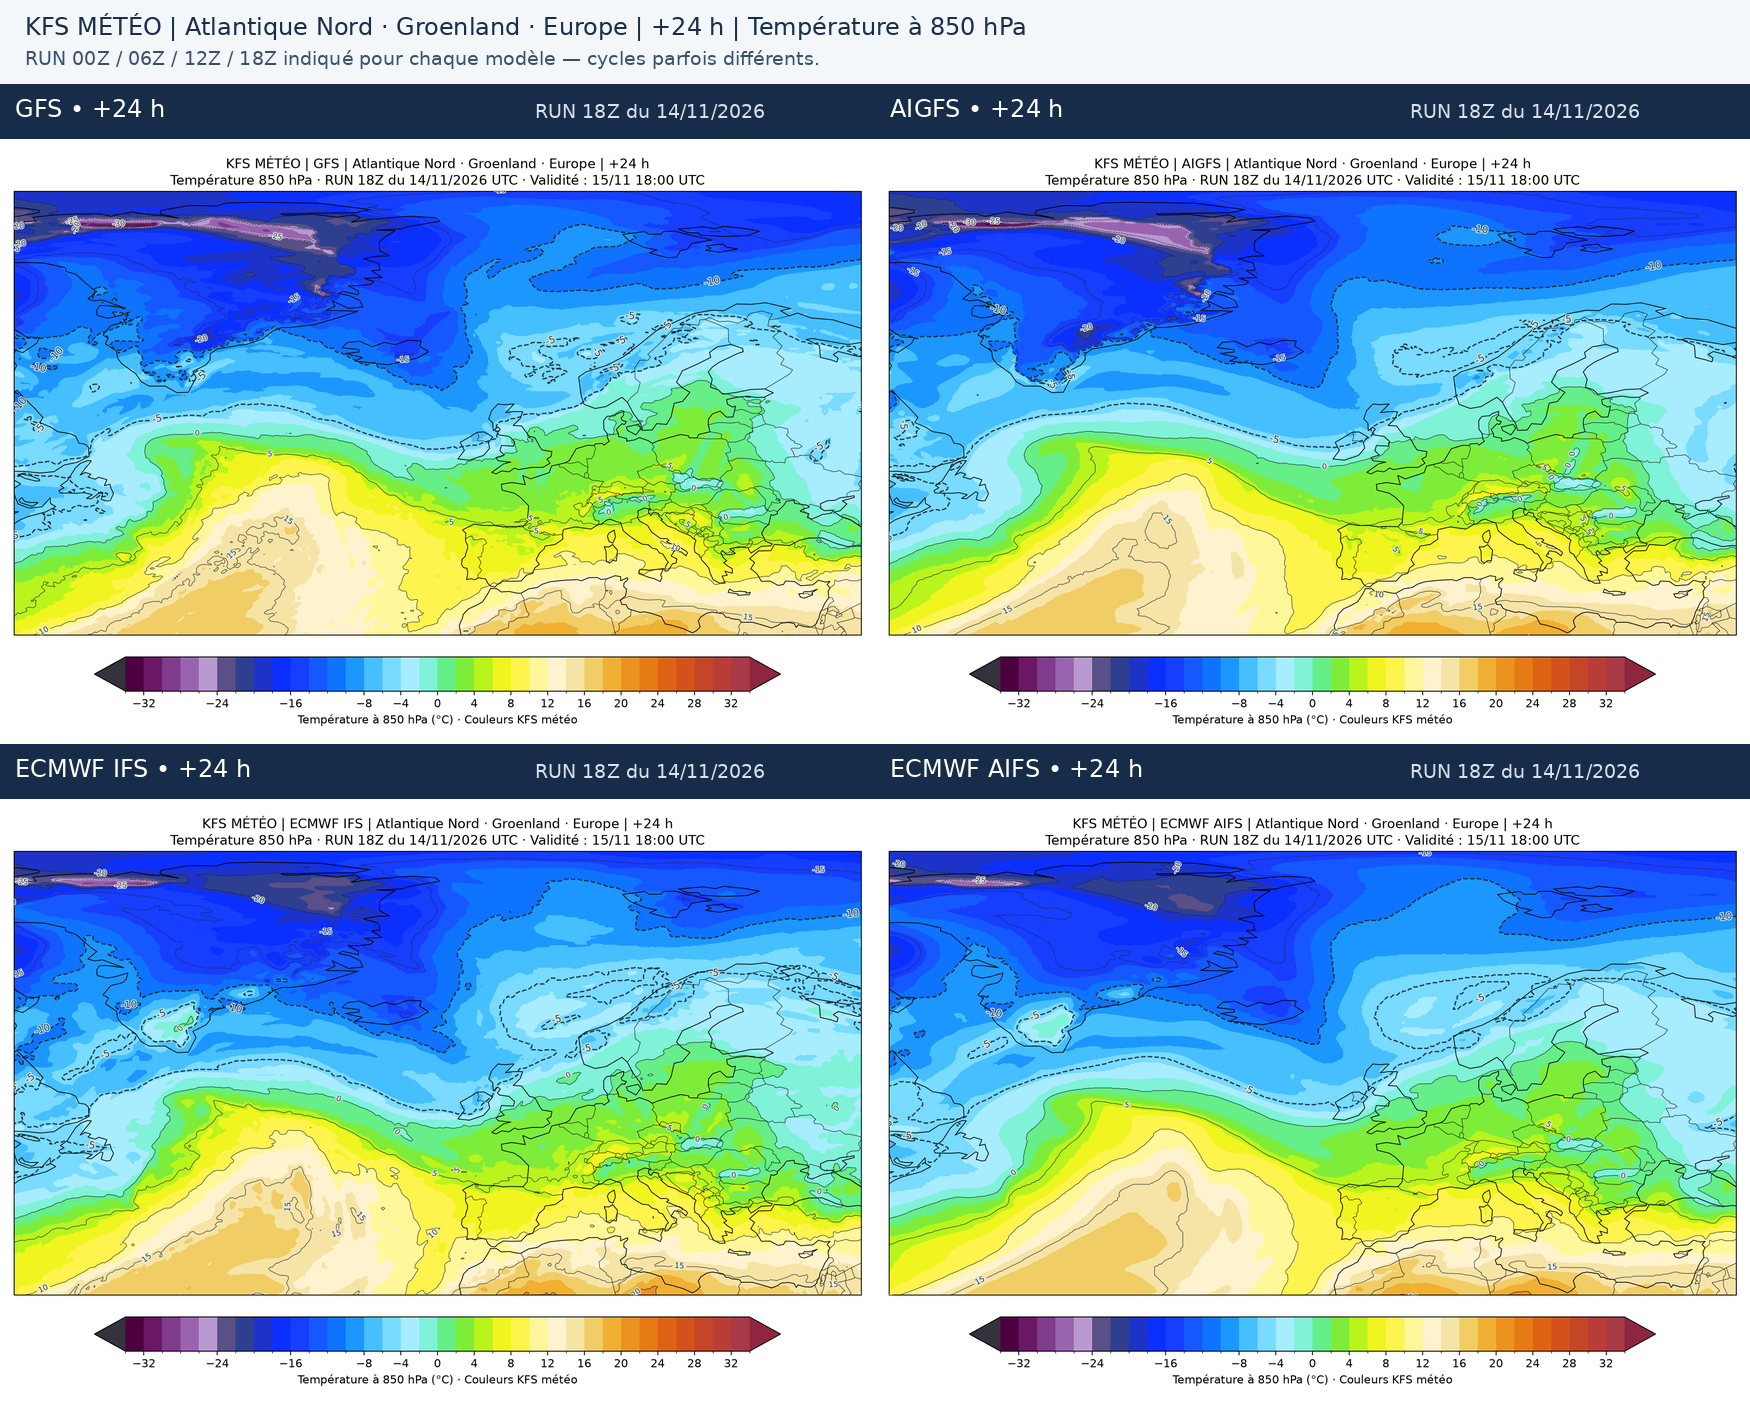 KFS MÉTÉO | Atlantique Nord · Groenland · Europe | +24 h | Température à 850 hPa
RUN 00Z / 06Z / 12Z / 18Z indiqué pour chaque modèle — cycles parfois différents.
GFS • +24 h
RUN 18Z du 14/11/2026
AIGFS • +24 h
RUN 18Z du 14/11/2026
KFS MÉTÉO | GFS | Atlantique Nord · Groenland · Europe | +24 h
Température 850 hPa · RUN 18Z du 14/11/2026 UTC · Validité : 15/11 18:00 UTC
KFS MÉTÉO | AIGFS | Atlantique Nord · Groenland · Europe | +24 h
Température 850 hPa · RUN 18Z du 14/11/2026 UTC · Validité : 15/11 18:00 UTC
−32 −24 −16 −8 −4 0 4 8 12 16 20 24 28 32
Température à 850 hPa (°C) · Couleurs KFS météo
−32 −24 −16 −8 −4 0 4 8 12 16 20 24 28 32
Température à 850 hPa (°C) · Couleurs KFS météo
ECMWF IFS • +24 h
RUN 18Z du 14/11/2026
ECMWF AIFS • +24 h
RUN 18Z du 14/11/2026
KFS MÉTÉO | ECMWF IFS | Atlantique Nord · Groenland · Europe | +24 h
Température 850 hPa · RUN 18Z du 14/11/2026 UTC · Validité : 15/11 18:00 UTC
KFS MÉTÉO | ECMWF AIFS | Atlantique Nord · Groenland · Europe | +24 h
Température 850 hPa · RUN 18Z du 14/11/2026 UTC · Validité : 15/11 18:00 UTC
−32 −24 −16 −8 −4 0 4 8 12 16 20 24 28 32
Température à 850 hPa (°C) · Couleurs KFS météo
−32 −24 −16 −8 −4 0 4 8 12 16 20 24 28 32
Température à 850 hPa (°C) · Couleurs KFS météo